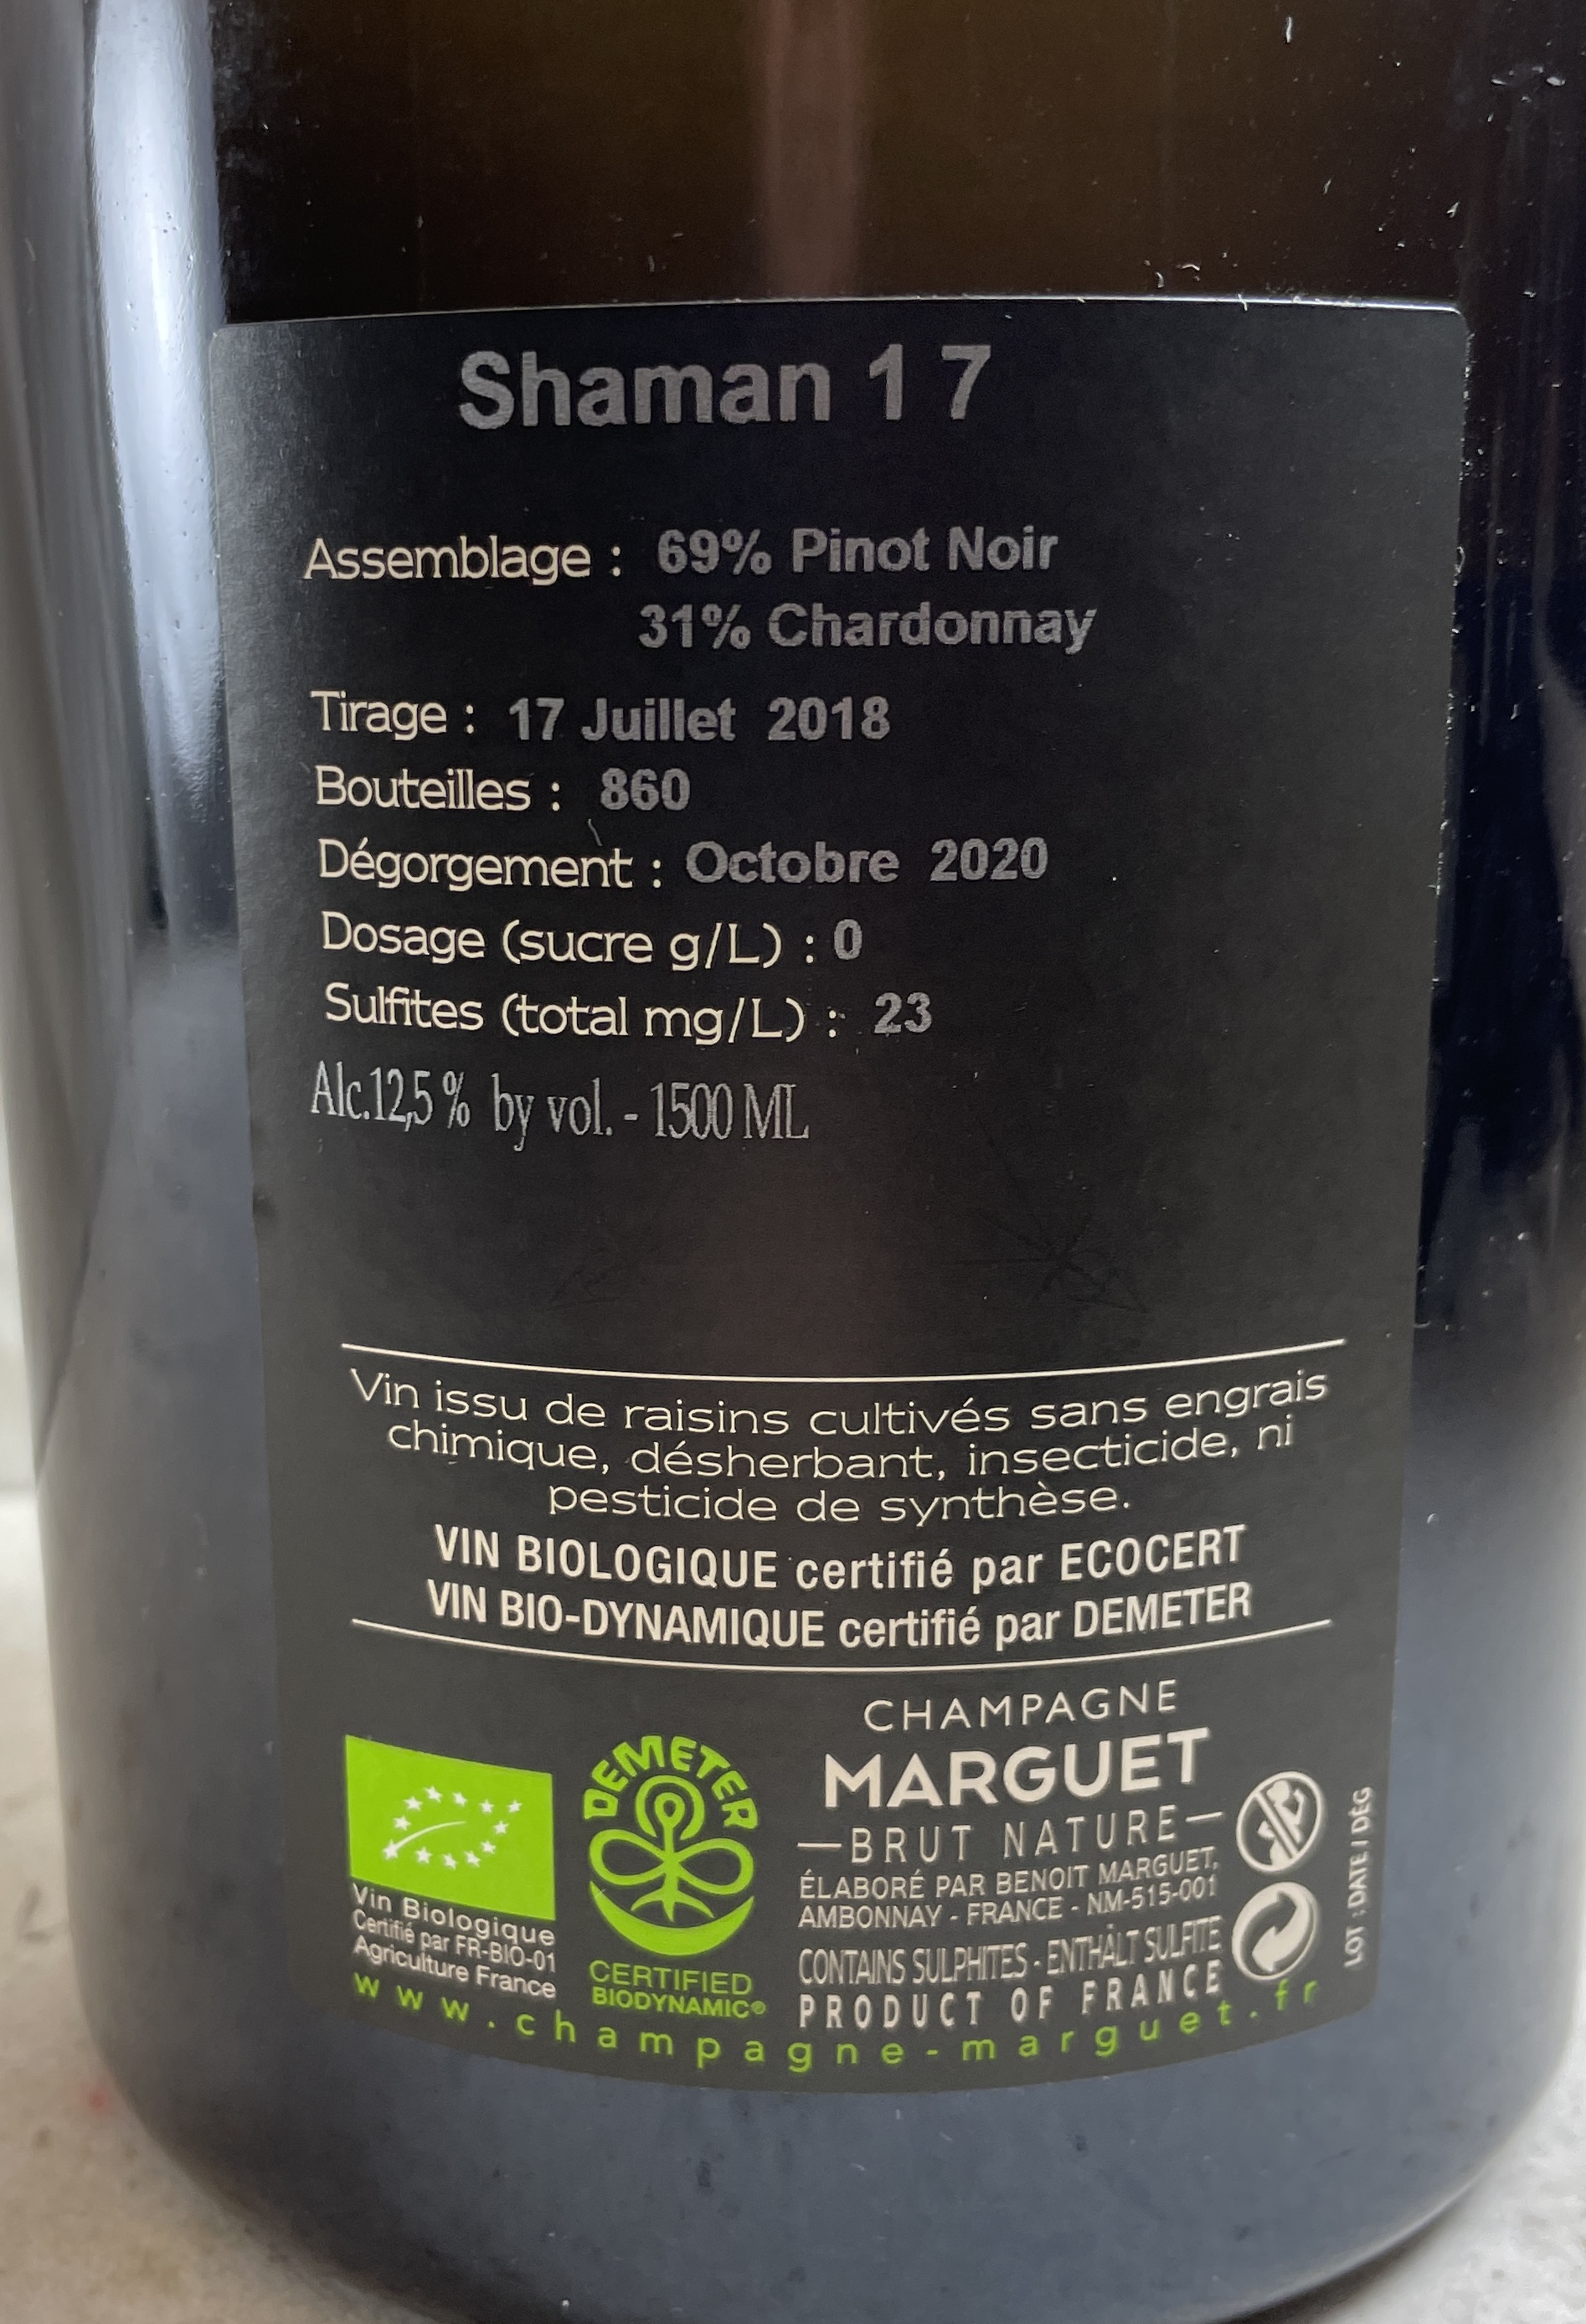 Shaman 1 7
Assemblage : 69% Pinot Noir
31% Chardonnay
Tirage : 17 Juillet 2018
Bouteilles : 860
Dégorgement : Octobre 2020
Dosage (sucre g/L) : 0
Sulfites (total mg/L) : 23
Alc.12,5% by vol. - 1500 ML
Vin issu de raisins cultivés sans engrais
chimique, désherbant, insecticide, ni
pesticide de synthèse.
VIN BIOLOGIQUE certifié par ECOCERT
VIN BIO-DYNAMIQUE certifié par DEMETER
Vin Biologique
Certifié par FR-BIO-01
Agriculture France
DEMETER
CERTIFIED
BIODYNAMIC®
CHAMPAGNE
MARGUET
—BRUT NATURE—
ÉLABORÉ PAR BENOIT MARGUET,
AMBONNAY - FRANCE - NM-515-001
CONTAINS SULPHITES - ENTHÀLT SULFITE
PRODUCT OF FRANCE
LOT : DATE / DÉG
www.champagne-marguet.fr